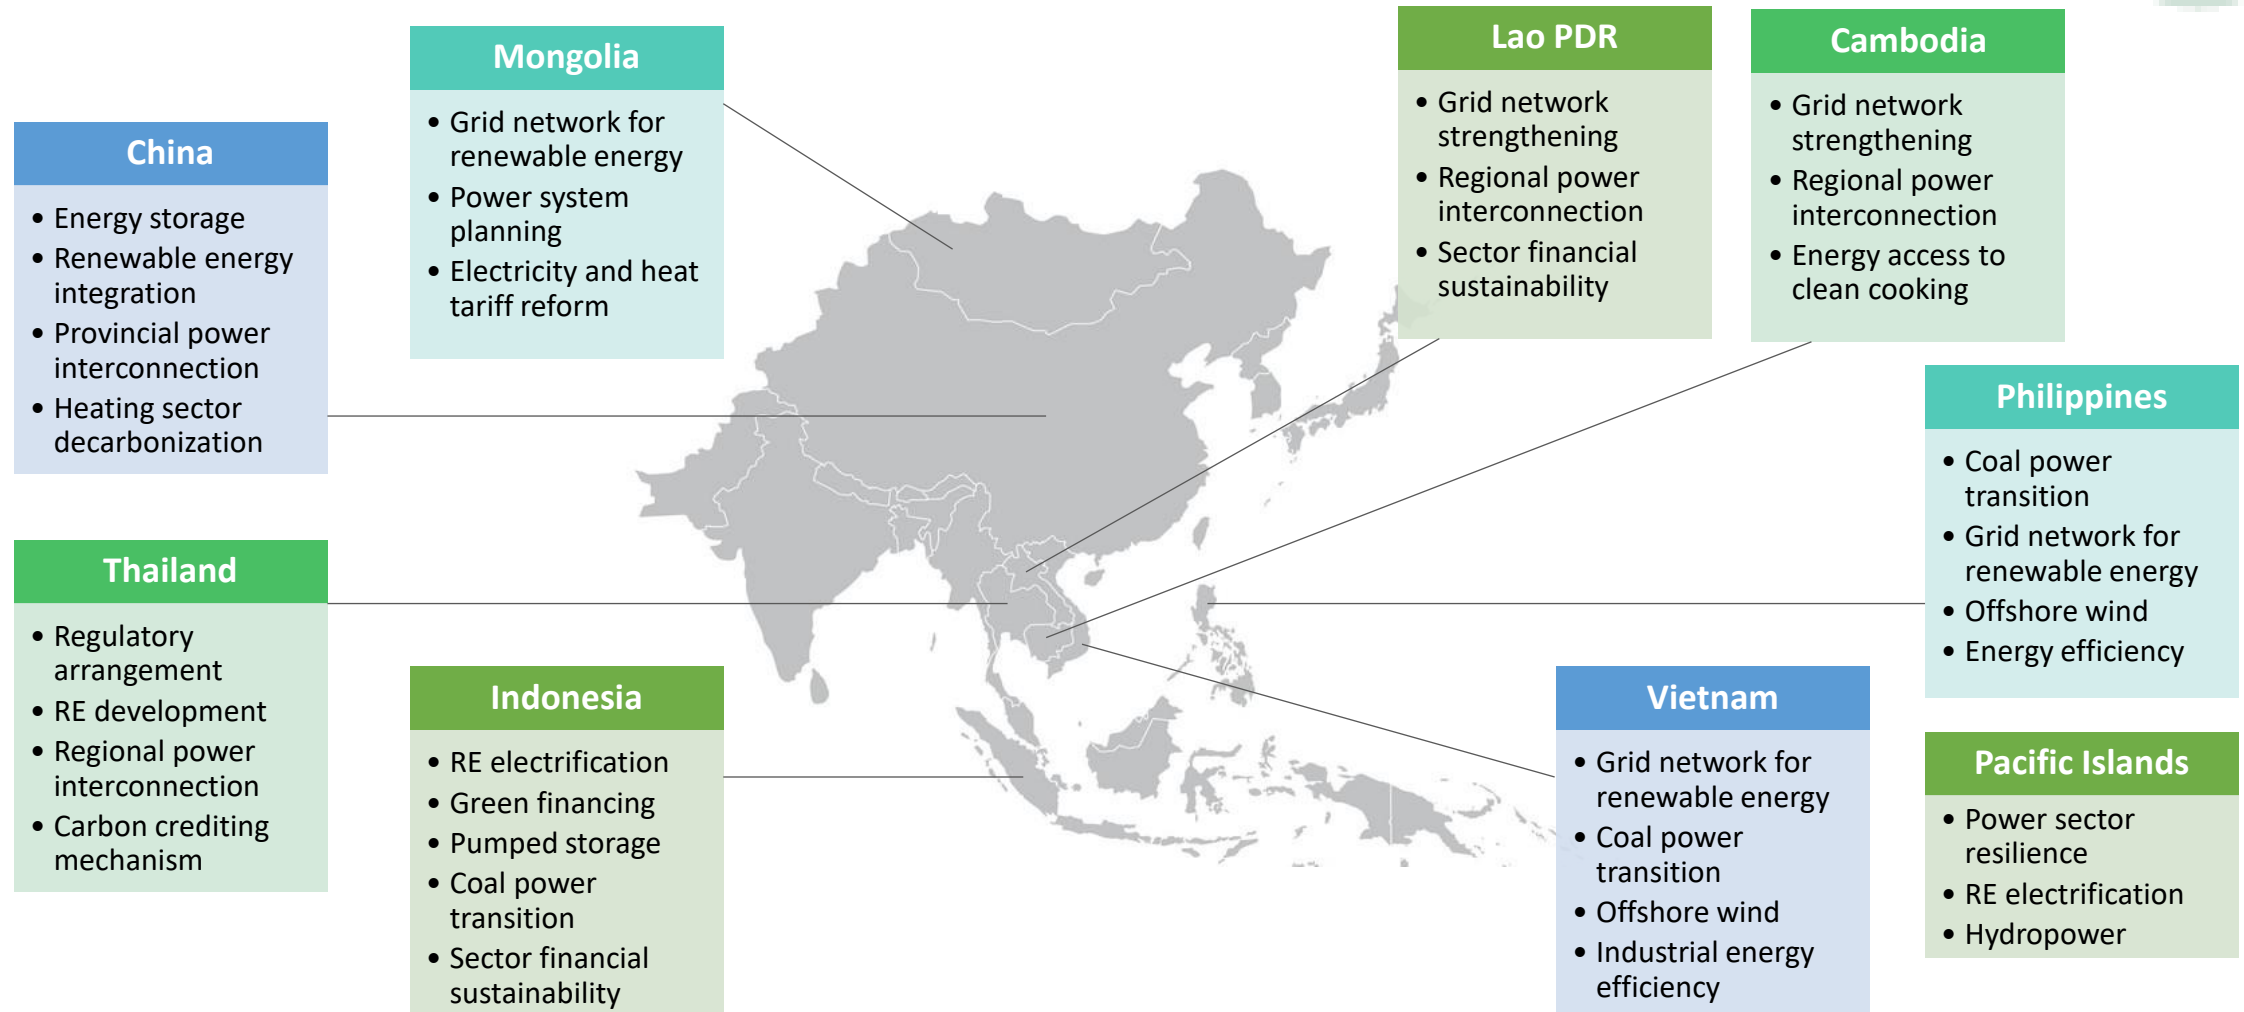 Mongolia
• Grid network for
renewable energy
• Power system
planning
• Electricity and heat
tariff reform
Lao PDR
• Grid network
strengthening
• Regional power
interconnection
• Sector financial
sustainability
Cambodia
• Grid network
strengthening
• Regional power
interconnection
• Energy access to
clean cooking
China
• Energy storage
• Renewable energy
integration
• Provincial power
interconnection
• Heating sector
decarbonization
Philippines
• Coal power
transition
• Grid network for
renewable energy
• Offshore wind
• Energy efficiency
Thailand
• Regulatory
arrangement
• RE development
• Regional power
interconnection
• Carbon crediting
mechanism
Indonesia
• RE electrification
• Green financing
• Pumped storage
• Coal power
transition
• Sector financial
sustainability
Vietnam
• Grid network for
renewable energy
• Coal power
transition
• Offshore wind
• Industrial energy
efficiency
Pacific Islands
• Power sector
resilience
• RE electrification
• Hydropower